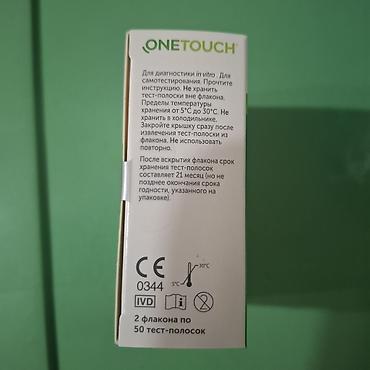 ONETOUCH®
Для диагностики in vitro. Для
самотестирования. Прочтите
инструкцию. Не хранить
тест-полоски вне флакона.
Пределы температуры
хранения от 5°C до 30°C. Не
хранить в холодильнике.
Закройте крышку сразу после
извлечения тест-полоски из
флакона. Не использовать
повторно.
После вскрытия флакона срок
хранения тест-полосок
составляет 21 месяц (но не
позднее окончания срока
годности, указанного на
упаковке).
CE
0344
30°C
5°C
IVD
2
2 флакона по
50 тест-полосок